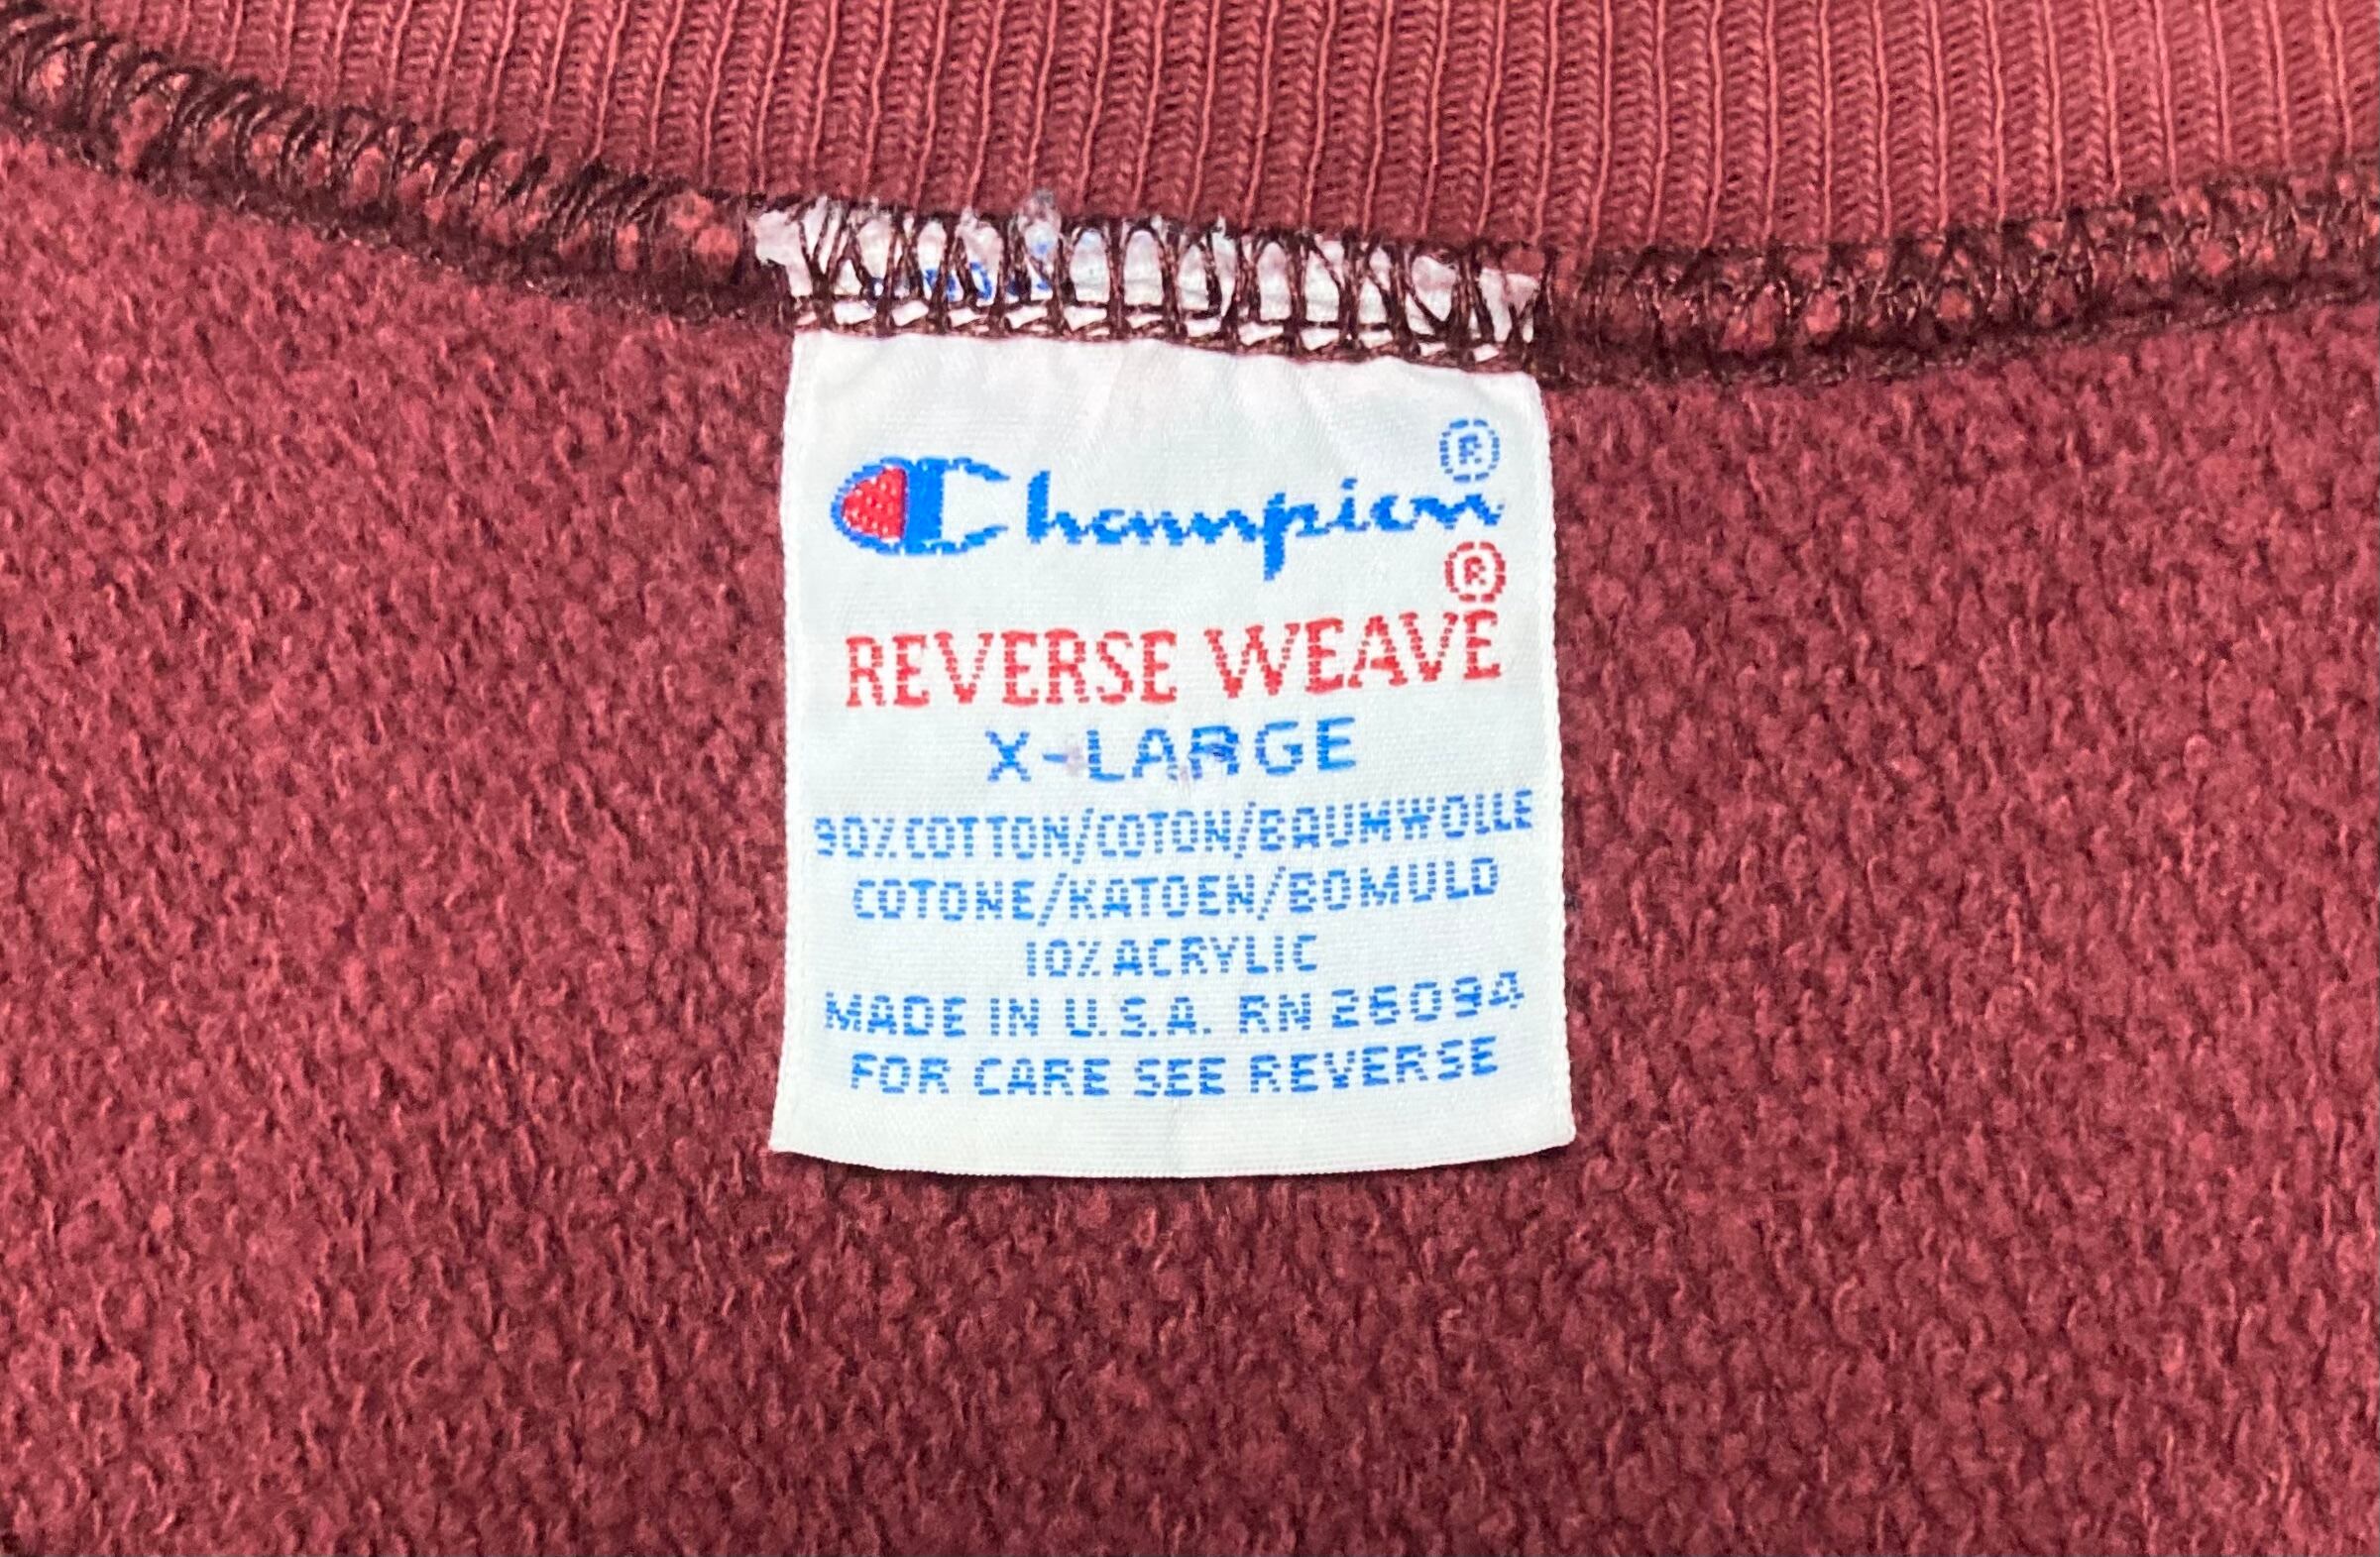 Champion®
REVERSE WEAVE®
X-LARGE
90% COTTON/COTON/BAUMWOLLE
COTONE/KATOEN/BOMULD
10% ACRYLIC
MADE IN U.S.A. RN 26094
FOR CARE SEE REVERSE